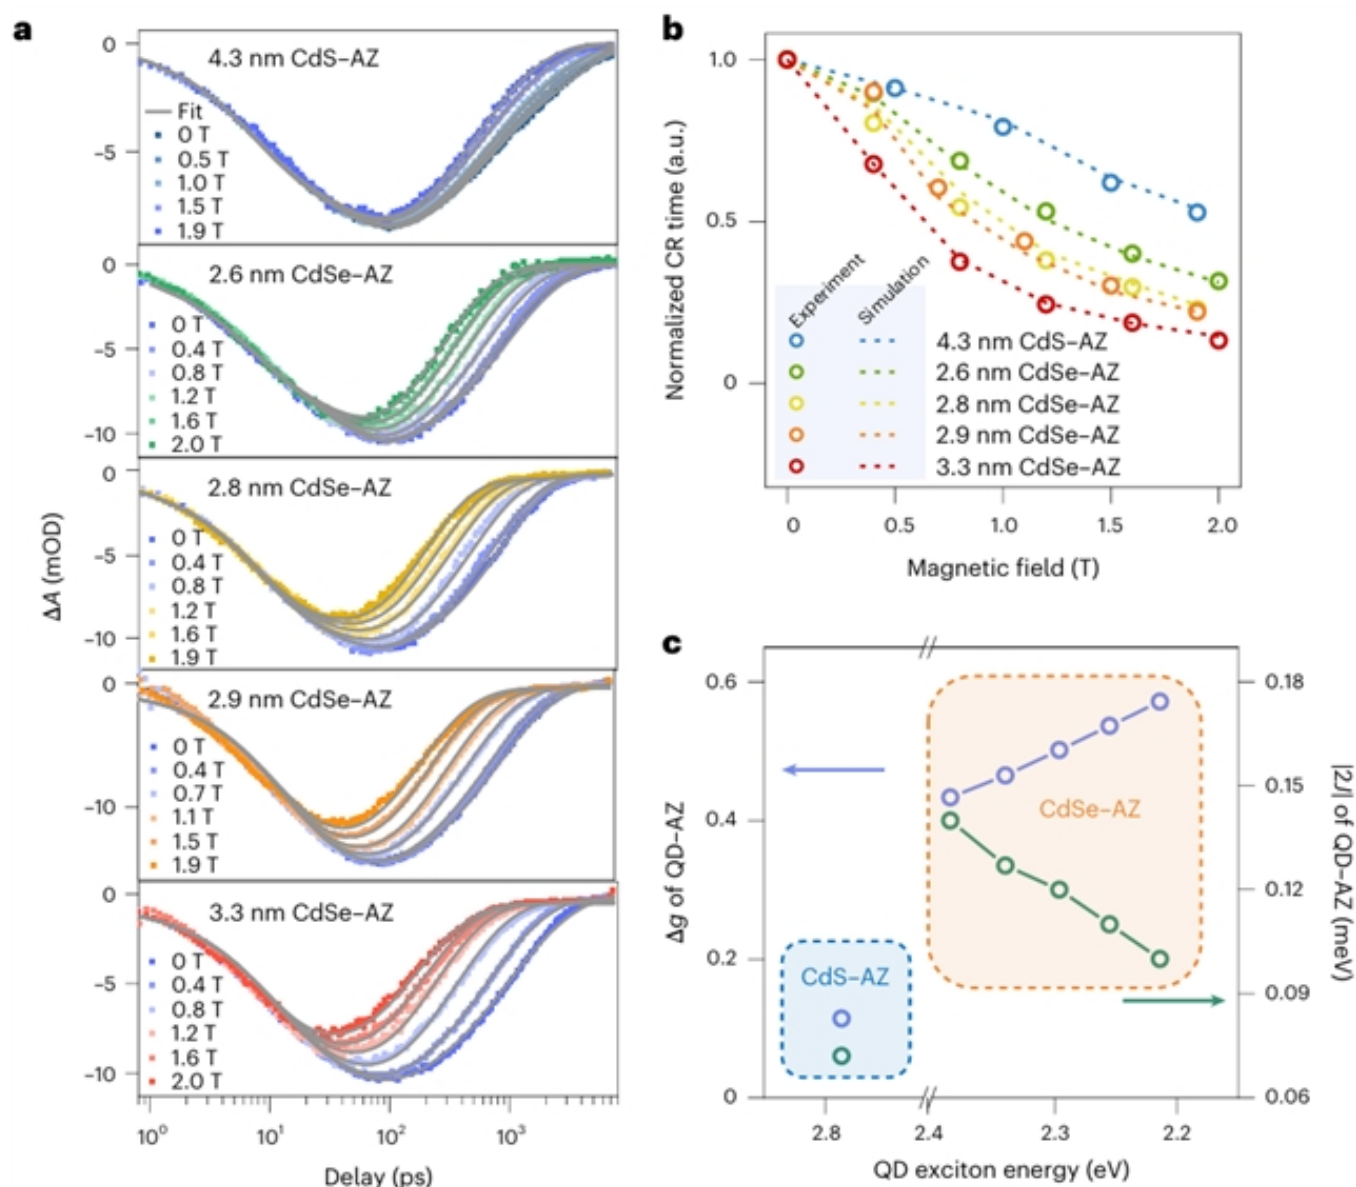 a
4.3 nm CdS–AZ
Fit
0 T
0.5 T
1.0 T
1.5 T
1.9 T
0
–5
2.6 nm CdSe–AZ
0 T
0.4 T
0.8 T
1.2 T
1.6 T
2.0 T
0
–5
–10
2.8 nm CdSe–AZ
0 T
0.4 T
0.8 T
1.2 T
1.6 T
1.9 T
0
–5
–10
2.9 nm CdSe–AZ
0 T
0.4 T
0.7 T
1.1 T
1.5 T
1.9 T
0
–10
3.3 nm CdSe–AZ
0 T
0.4 T
0.8 T
1.2 T
1.6 T
2.0 T
0
–5
–10
ΔA (mOD)
10⁰ 10¹ 10² 10³
Delay (ps)
b
Normalized CR time (a.u.)
1.0
0.5
0
Experiment
Simulation
4.3 nm CdS–AZ
2.6 nm CdSe–AZ
2.8 nm CdSe–AZ
2.9 nm CdSe–AZ
3.3 nm CdSe–AZ
0 0.5 1.0 1.5 2.0
Magnetic field (T)
c
Δg of QD–AZ
0.6
0.4
0.2
0
CdSe–AZ
CdS–AZ
0.18
0.15
0.12
0.09
0.06
|2J| of QD–AZ (meV)
2.8 2.4 2.3 2.2
QD exciton energy (eV)